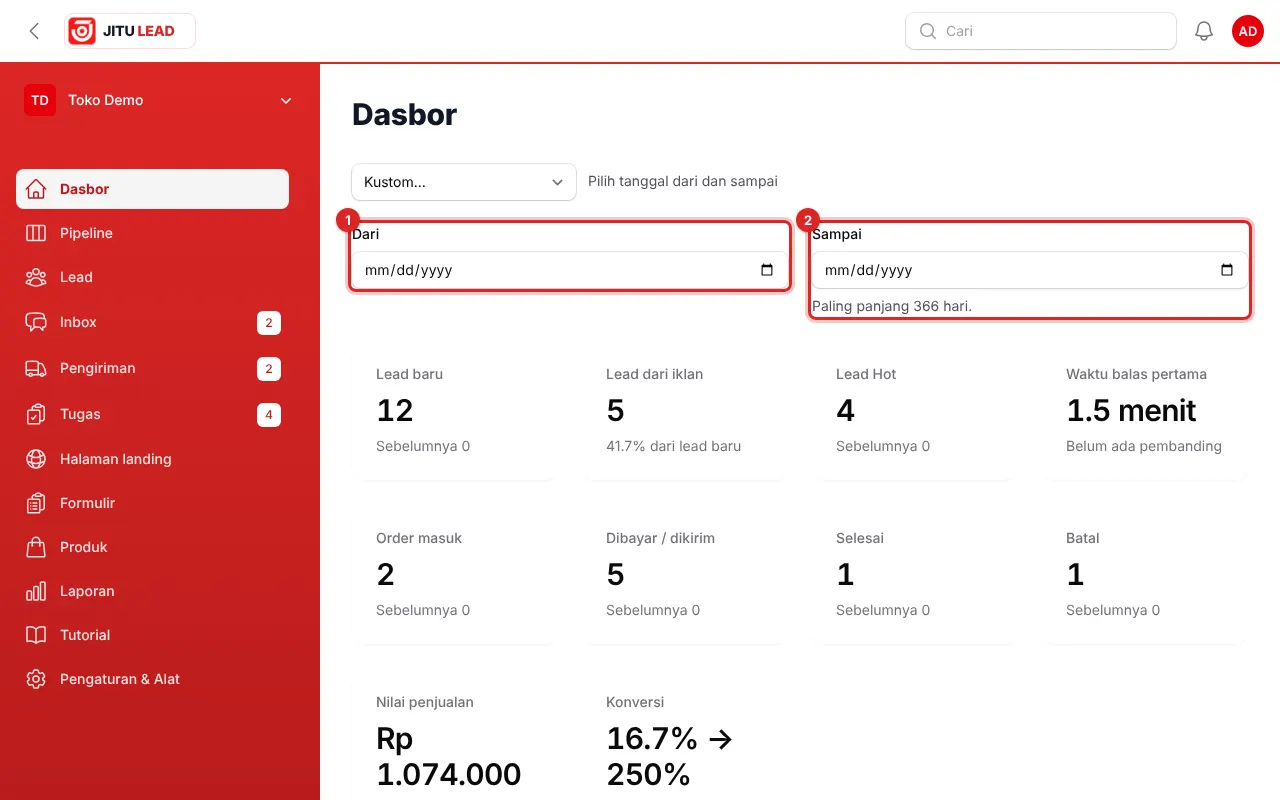 JITU LEAD
Cari
AD
TD
Toko Demo
Dasbor
Pipeline
Lead
Inbox
2
Pengiriman
2
Tugas
4
Halaman landing
Formulir
Produk
Laporan
Tutorial
Pengaturan & Alat
Dasbor
Kustom...
Pilih tanggal dari dan sampai
1
Dari
mm/dd/yyyy
2
Sampai
mm/dd/yyyy
Paling panjang 366 hari.
Lead baru
12
Sebelumnya 0
Lead dari iklan
5
41.7% dari lead baru
Lead Hot
4
Sebelumnya 0
Waktu balas pertama
1.5 menit
Belum ada pembanding
Order masuk
2
Sebelumnya 0
Dibayar / dikirim
5
Sebelumnya 0
Selesai
1
Sebelumnya 0
Batal
1
Sebelumnya 0
Nilai penjualan
Rp
1.074.000
Konversi
16.7% →
250%